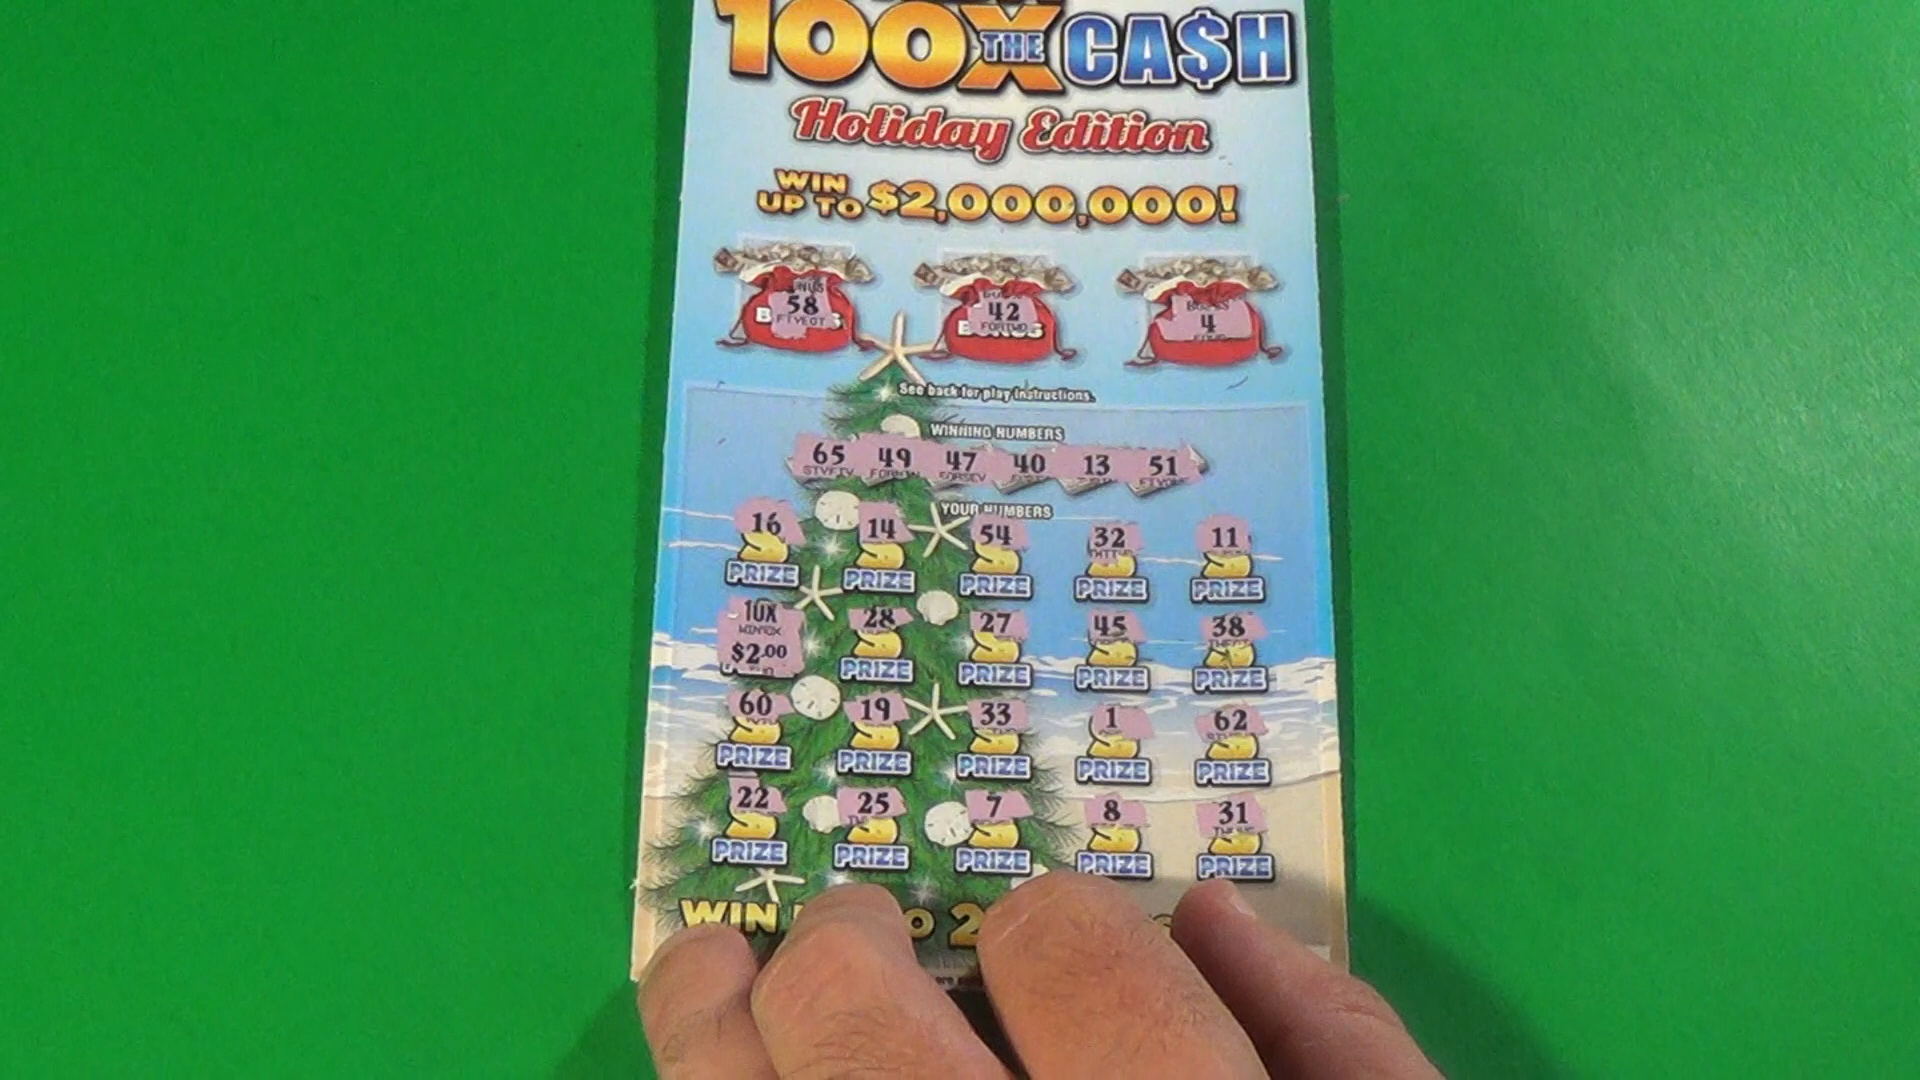 100X THE CA$H
Holiday Edition
WIN UP TO $2,000,000!
58 42 BONUS 4
FORTWO
See back for play instructions.
WINNING NUMBERS
65 49 47 40 13 51
YOUR NUMBERS
16 14 54 32 11
PRIZE PRIZE PRIZE PRIZE PRIZE
10X 28 27 45 38
WIN10X
$2.00 PRIZE PRIZE PRIZE PRIZE
60 19 33 1 62
PRIZE PRIZE PRIZE PRIZE PRIZE
22 25 7 8 31
PRIZE PRIZE PRIZE PRIZE PRIZE
WIN